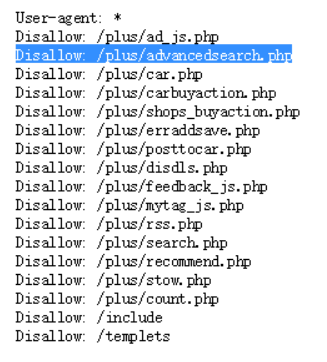 User-agent: *
Disallow: /plus/ad_js.php
Disallow: /plus/advancedsearch.php
Disallow: /plus/car.php
Disallow: /plus/carbuyaction.php
Disallow: /plus/shops_buyaction.php
Disallow: /plus/erraddsave.php
Disallow: /plus/posttocar.php
Disallow: /plus/disdls.php
Disallow: /plus/feedback_js.php
Disallow: /plus/mytag_js.php
Disallow: /plus/rss.php
Disallow: /plus/search.php
Disallow: /plus/recommend.php
Disallow: /plus/stow.php
Disallow: /plus/count.php
Disallow: /include
Disallow: /templets